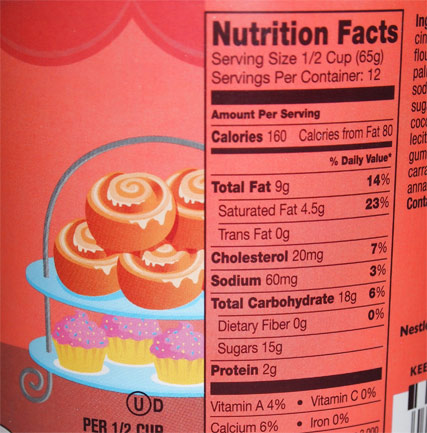 Nutrition Facts
Serving Size 1/2 Cup (65g)
Servings Per Container: 12
Amount Per Serving
Calories 160 Calories from Fat 80
% Daily Value*
Total Fat 9g 14%
Saturated Fat 4.5g 23%
Trans Fat 0g
Cholesterol 20mg 7%
Sodium 60mg 3%
Total Carbohydrate 18g 6%
Dietary Fiber 0g 0%
Sugars 15g
Protein 2g
Vitamin A 4% • Vitamin C 0%
Calcium 6% • Iron 0%
U D
PER 1/2 CUP
Ing
cin
flou
pal
sod
sug
coco
lecit
gum
carra
anna
Conta
Nestl
KEE